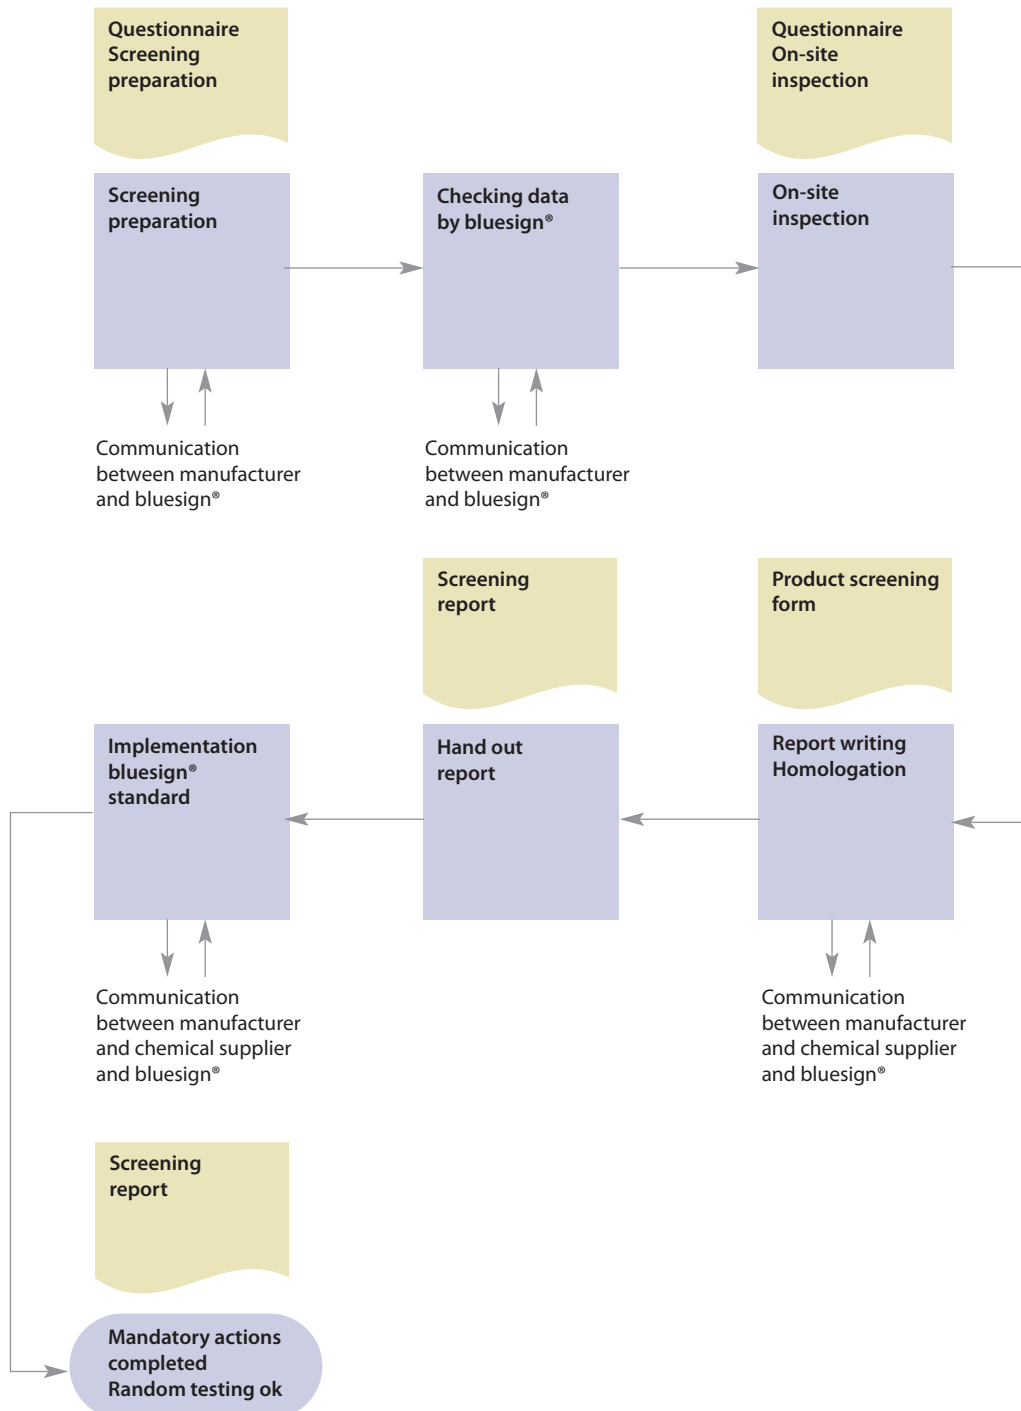 Questionnaire
Screening
preparation
Questionnaire
On-site
inspection
Screening
preparation
Checking data
by bluesign®
On-site
inspection
Communication
between manufacturer
and bluesign®
Communication
between manufacturer
and bluesign®
Screening
report
Product screening
form
Implementation
bluesign®
standard
Hand out
report
Report writing
Homologation
Communication
between manufacturer
and chemical supplier
and bluesign®
Communication
between manufacturer
and chemical supplier
and bluesign®
Screening
report
Mandatory actions
completed
Random testing ok